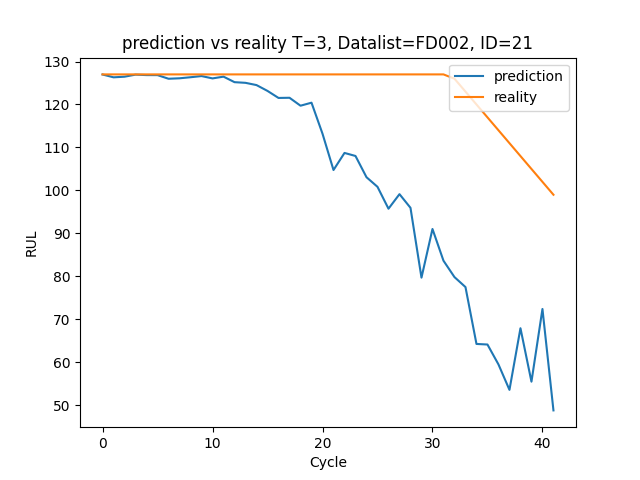 prediction vs reality T=3, Datalist=FD002, ID=21
130
120
110
100
90
80
70
60
50
RUL
prediction
reality
0 10 20 30 40
Cycle